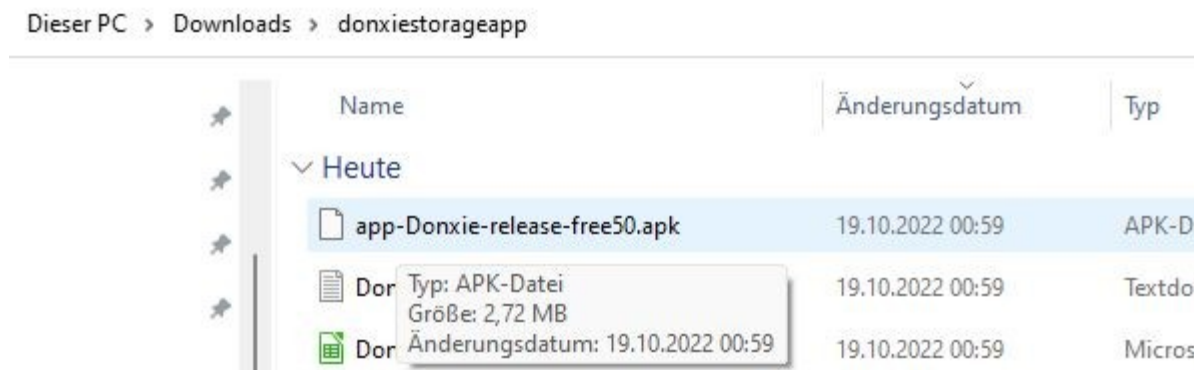 Dieser PC > Downloads > donxiestorageapp
Name Änderungsdatum Typ
Heute
app-Donxie-release-free50.apk 19.10.2022 00:59 APK-D
Dor 19.10.2022 00:59 Textdo
Typ: APK-Datei
Größe: 2,72 MB
Änderungsdatum: 19.10.2022 00:59
Dor 19.10.2022 00:59 Micros